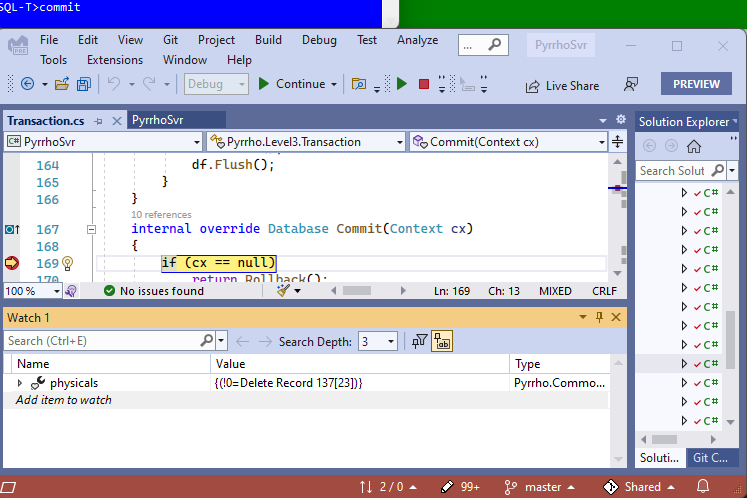 SQL-T>commit
File Edit View Git Project Build Debug Test Analyze
Tools Extensions Window Help
... PyrrhoSvr
Debug Continue Live Share PREVIEW
Transaction.cs PyrrhoSvr
C# PyrrhoSvr Pyrrho.Level3.Transaction Commit(Context cx)
164 df.Flush();
165 }
166 }
10 references
167 internal override Database Commit(Context cx)
168 {
169 if (cx == null)
170 return Rollback();
100 % No issues found Ln: 169 Ch: 13 MIXED CRLF
Watch 1
Search (Ctrl+E) Search Depth: 3
Name Value Type
physicals {(!0=Delete Record 137[23])} Pyrrho.Commo...
Add item to watch
Solution Explorer
Search Solut
C#
C#
C#
C#
C#
C#
C#
C#
C#
C#
C#
C#
C#
Soluti... Git C...
2 / 0 99+ master Shared